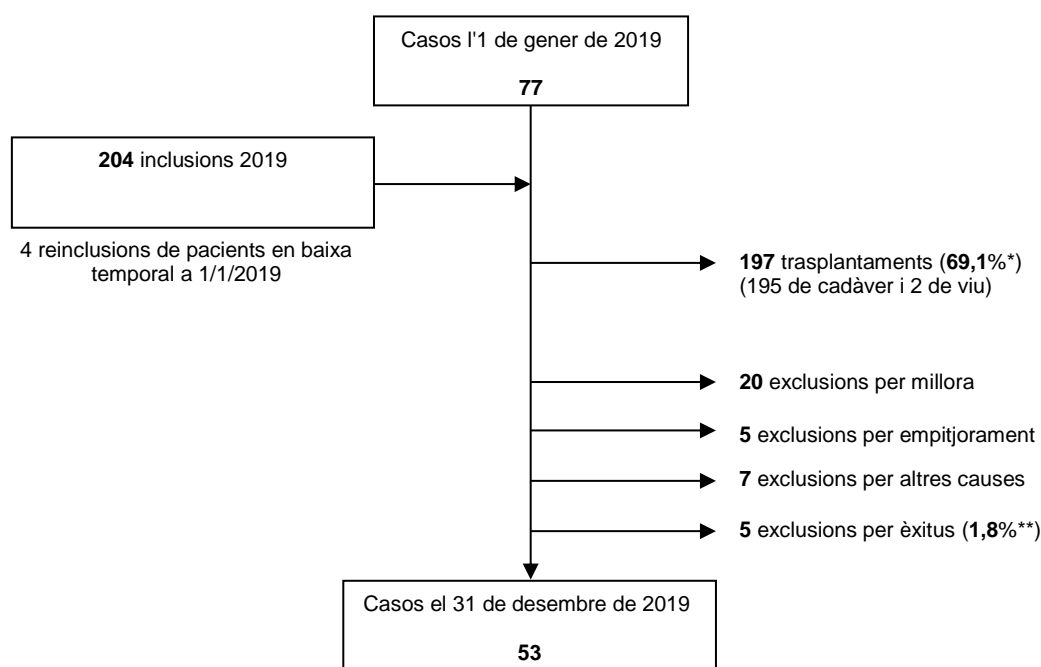 Casos l'1 de gener de 2019
77
204 inclusions 2019
4 reinclusions de pacients en baixa
temporal a 1/1/2019
197 trasplantaments (69,1%*)
(195 de cadàver i 2 de viu)
20 exclusions per millora
5 exclusions per empitjorament
7 exclusions per altres causes
5 exclusions per èxitus (1,8%**)
Casos el 31 de desembre de 2019
53